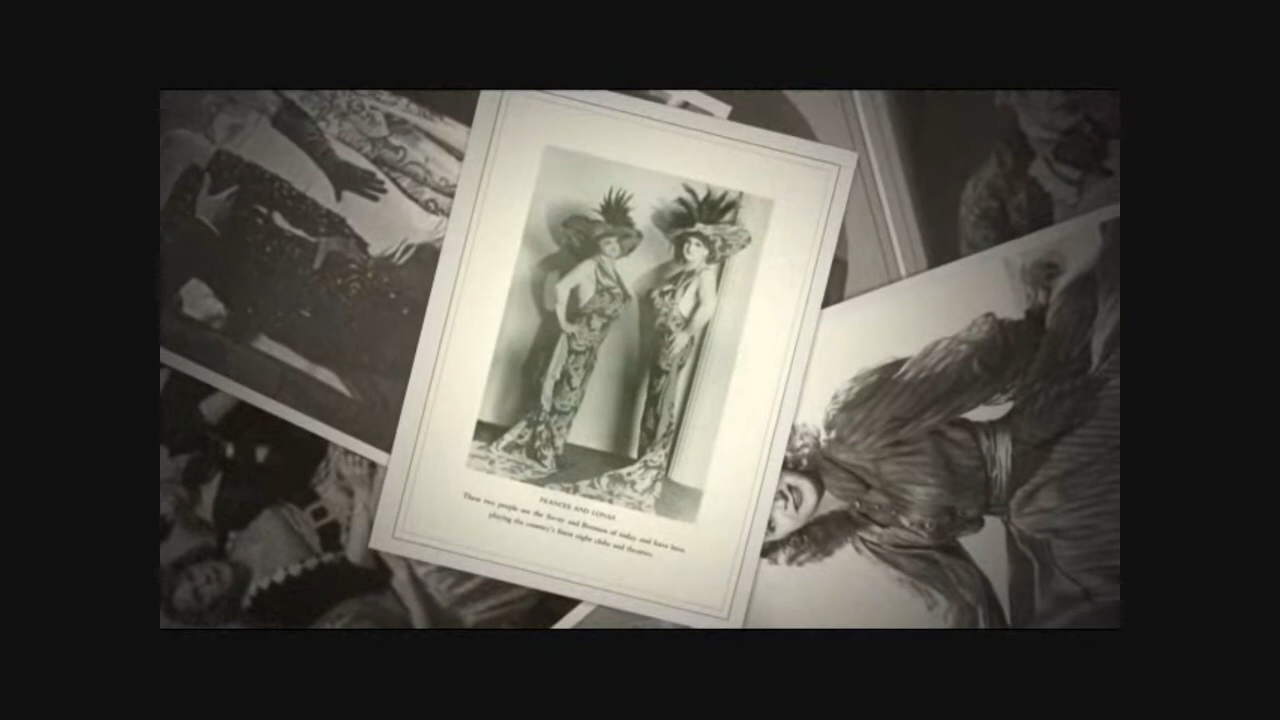 FRANCES AND LONAS
These two people are the Savoy and Brennan of today and have been
playing the country's finest night clubs and theatres.